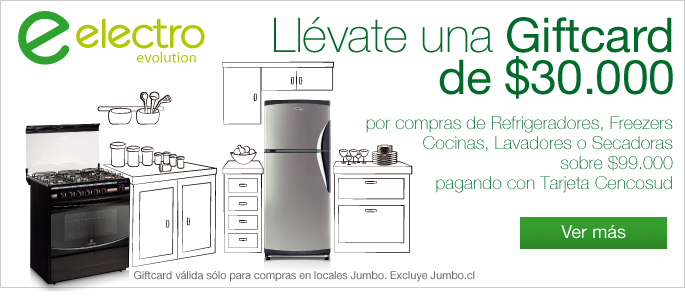 electro
evolution
Llévate una Giftcard
de $30.000
por compras de Refrigeradores, Freezers
Cocinas, Lavadores o Secadoras
sobre $99.000
pagando con Tarjeta Cencosud
Ver más
Giftcard válida sólo para compras en locales Jumbo. Excluye Jumbo.cl